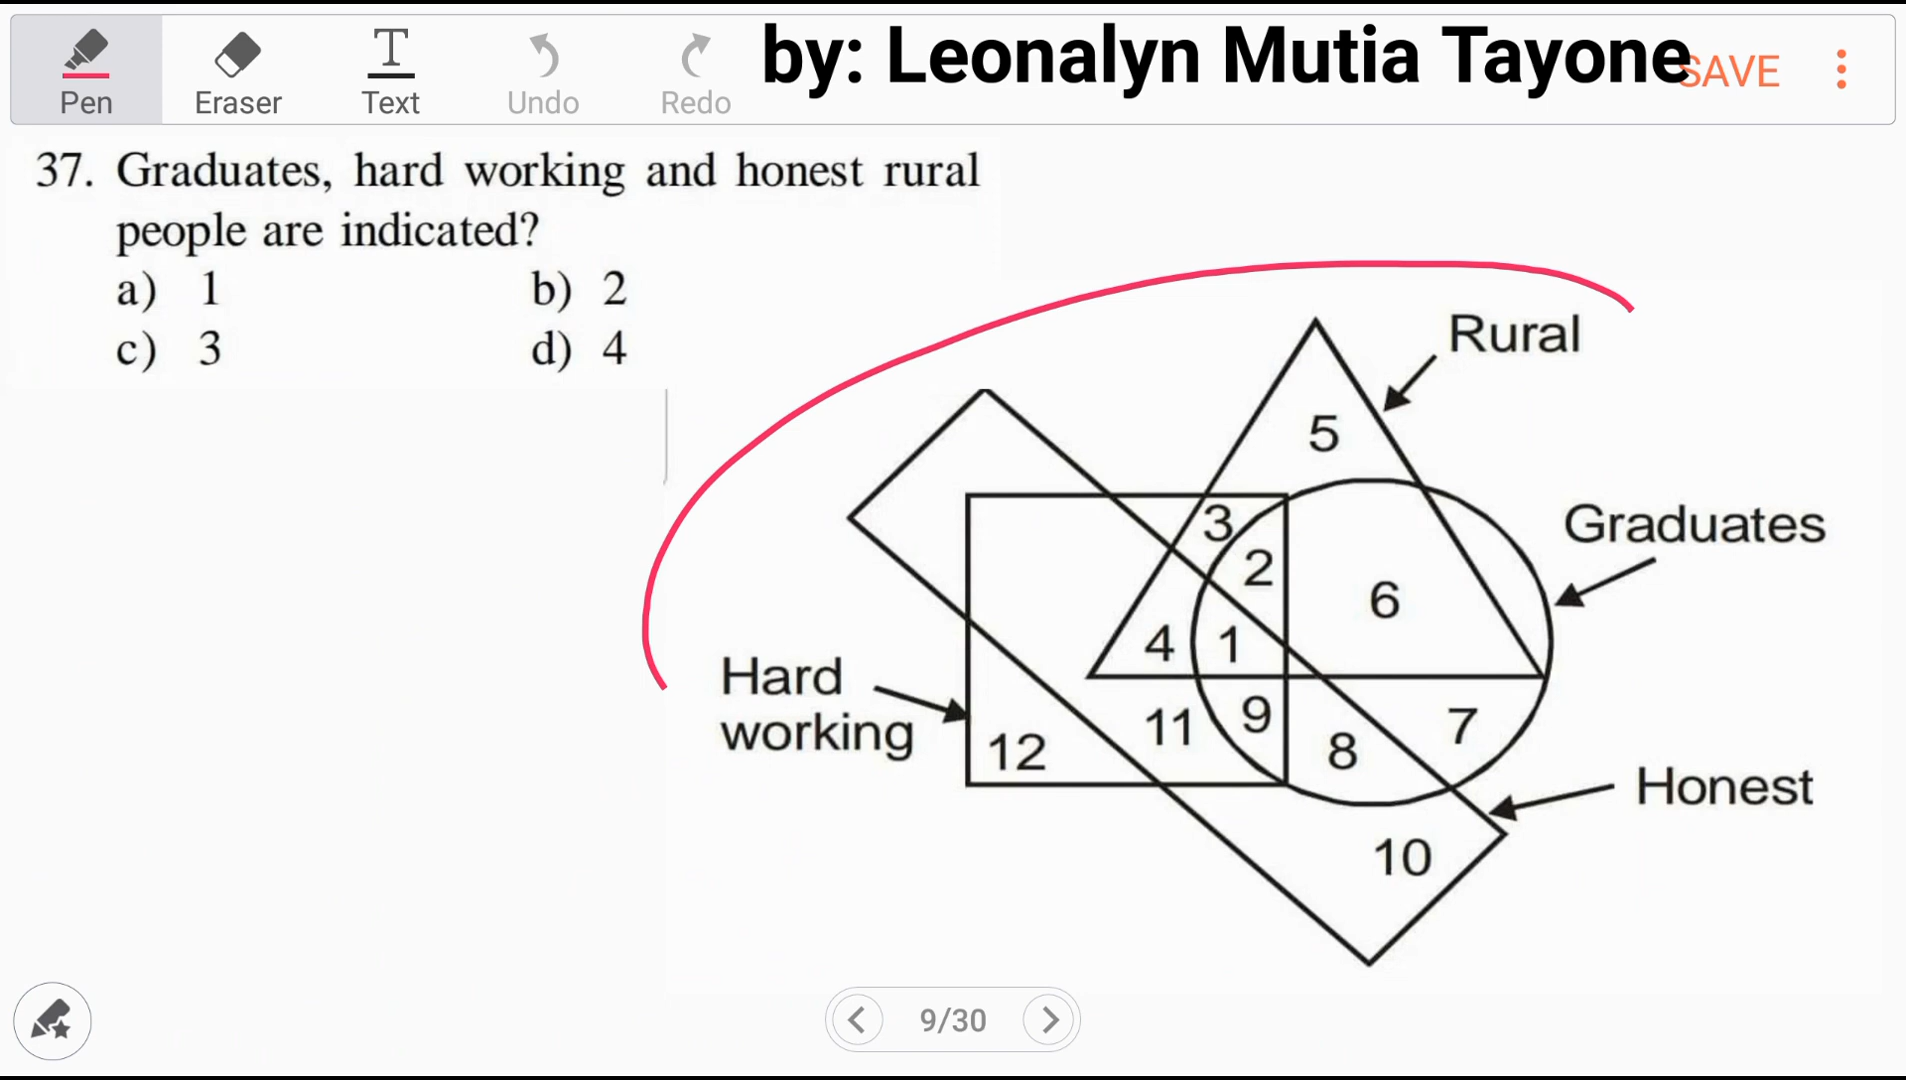 by: Leonalyn Mutia Tayone
SAVE
Pen
Eraser
T
Text
Undo
Redo
37. Graduates, hard working and honest rural
people are indicated?
a) 1
b) 2
c) 3
d) 4
Rural
5
Graduates
3
2
6
4
1
Hard
working
12
11
9
8
7
Honest
10
9/30